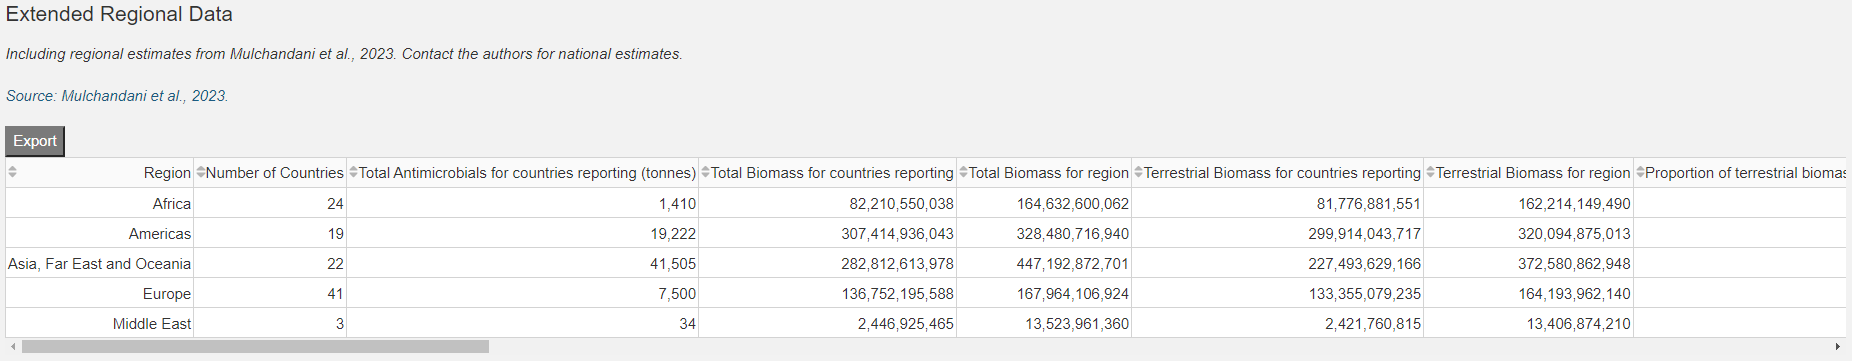 Extended Regional Data
Including regional estimates from Mulchandani et al., 2023. Contact the authors for national estimates.
Source: Mulchandani et al., 2023.
Export
Region Number of Countries Total Antimicrobials for countries reporting (tonnes) Total Biomass for countries reporting Total Biomass for region Terrestrial Biomass for countries reporting Terrestrial Biomass for region Proportion of terrestrial biomas
Africa 24 1,410 82,210,550,038 164,632,600,062 81,776,881,551 162,214,149,490
Americas 19 19,222 307,414,936,043 328,480,716,940 299,914,043,717 320,094,875,013
Asia, Far East and Oceania 22 41,505 282,812,613,978 447,192,872,701 227,493,629,166 372,580,862,948
Europe 41 7,500 136,752,195,588 167,964,106,924 133,355,079,235 164,193,962,140
Middle East 3 34 2,446,925,465 13,523,961,360 2,421,760,815 13,406,874,210